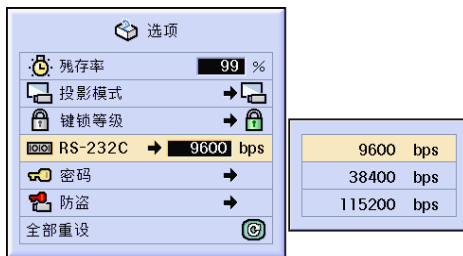 选项
残存率 99 %
投影模式
键锁等级
RS-232C 9600 bps
密码
防盗
全部重设
9600 bps
38400 bps
115200 bps